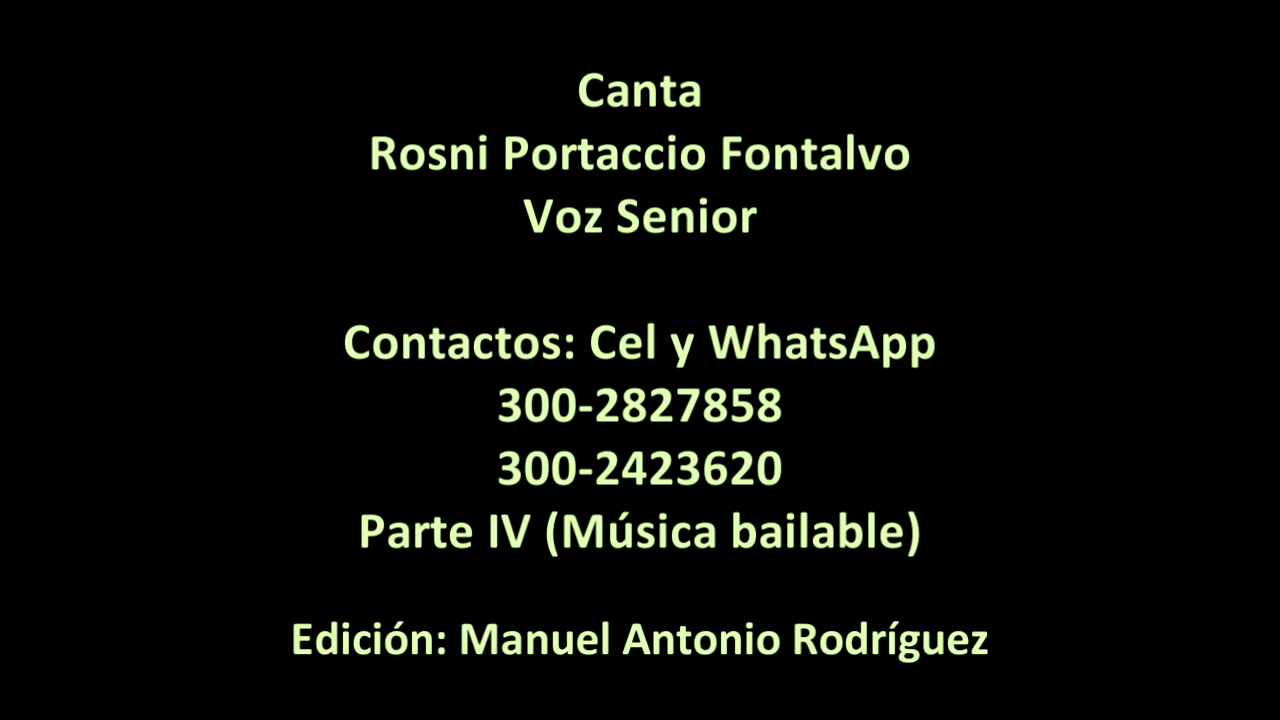 Canta
Rosni Portaccio Fontalvo
Voz Senior
Contactos: Cel y WhatsApp
300-2827858
300-2423620
Parte IV (Música bailable)
Edición: Manuel Antonio Rodríguez